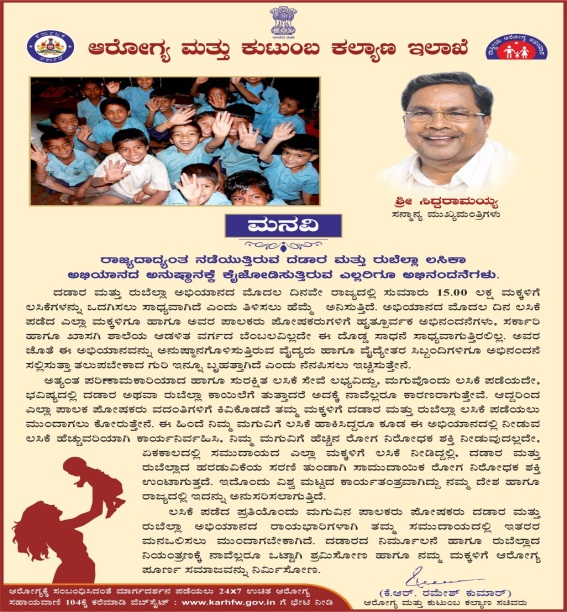 ಆರೋಗ್ಯ ಮತ್ತು ಕುಟುಂಬ ಕಲ್ಯಾಣ ಇಲಾಖೆ
ಶ್ರೀ ಸಿದ್ದರಾಮಯ್ಯ
ಸನ್ಮಾನ್ಯ ಮುಖ್ಯಮಂತ್ರಿಗಳು
ಮನವಿ
ರಾಜ್ಯದಾದ್ಯಂತ ನಡೆಯುತ್ತಿರುವ ದಡಾರ ಮತ್ತು ರುಬೆಲ್ಲಾ ಲಸಿಕಾ
ಅಭಿಯಾನದ ಅನುಷ್ಠಾನಕ್ಕೆ ಕೈಜೋಡಿಸುತ್ತಿರುವ ಎಲ್ಲರಿಗೂ ಅಭಿನಂದನೆಗಳು.
ದಡಾರ ಮತ್ತು ರುಬೆಲ್ಲಾ ಅಭಿಯಾನದ ಮೊದಲ ದಿನವೇ ರಾಜ್ಯದಲ್ಲಿ ಸುಮಾರು 15.00 ಲಕ್ಷ ಮಕ್ಕಳಿಗೆ
ಲಸಿಕೆಗಳನ್ನು ಒದಗಿಸಲು ಸಾಧ್ಯವಾಗಿದೆ ಎಂದು ತಿಳಿಸಲು ಹೆಮ್ಮೆ ಅನಿಸುತ್ತಿದೆ. ಅಭಿಯಾನದ ಮೊದಲ ದಿನ ಲಸಿಕೆ
ಪಡೆದ ಎಲ್ಲಾ ಮಕ್ಕಳಿಗೂ ಹಾಗೂ ಅವರ ಪಾಲಕರು ಪೋಷಕರುಗಳಿಗೆ ಹೃತ್ಪೂರ್ವಕ ಅಭಿನಂದನೆಗಳು, ಸರ್ಕಾರಿ
ಹಾಗೂ ಖಾಸಗಿ ಶಾಲೆಯ ಆಡಳಿತ ವರ್ಗದ ಬೆಂಬಲವಿಲ್ಲದೇ ಈ ದೊಡ್ಡ ಸಾಧನೆ ಸಾಧ್ಯವಾಗುತ್ತಿರಲಿಲ್ಲ. ಅವರ
ಜೊತೆ ಈ ಅಭಿಯಾನವನ್ನು ಅನುಷ್ಠಾನಗೊಳಿಸುತ್ತಿರುವ ವೈದ್ಯರು ಹಾಗೂ ವೈದ್ಯೇತರ ಸಿಬ್ಬಂದಿಗಳಿಗೂ ಅಭಿನಂದನೆ
ಸಲ್ಲಿಸುತ್ತಾ ತಲುಪಬೇಕಾದ ಗುರಿ ಇನ್ನೂ ಬೃಹತ್ತಾಗಿದೆ ಎಂದು ನೆನಪಿಸಲು ಇಚ್ಚಿಸುತ್ತೇನೆ.
ಅತ್ಯಂತ ಪರಿಣಾಮಕಾರಿಯಾದ ಹಾಗೂ ಸುರಕ್ಷಿತ ಲಸಿಕೆ ಸೇವೆ ಲಭ್ಯವಿದ್ದು, ಮಗುವೊಂದು ಲಸಿಕೆ ಪಡೆಯದೇ,
ಭವಿಷ್ಯದಲ್ಲಿ ದಡಾರ ಅಥವಾ ರುಬೆಲ್ಲಾ ಕಾಯಿಲೆಗೆ ತುತ್ತಾದರೆ ಅದಕ್ಕೆ ನಾವೆಲ್ಲರೂ ಕಾರಣರಾಗುತ್ತೇವೆ. ಆದ್ದರಿಂದ
ಎಲ್ಲಾ ಪಾಲಕ ಪೋಷಕರು ವದಂತಿಗಳಿಗೆ ಕಿವಿಕೊಡದೆ ತಮ್ಮ ಮಕ್ಕಳಿಗೆ ದಡಾರ ಮತ್ತು ರುಬೆಲ್ಲಾ ಲಸಿಕೆ ಪಡೆಯಲು
ಮುಂದಾಗಲು ಕೋರುತ್ತೇನೆ. ಈ ಹಿಂದೆ ನಿಮ್ಮ ಮಗುವಿಗೆ ಲಸಿಕೆ ಹಾಕಿಸಿದ್ದರೂ ಕೂಡ ಈ ಅಭಿಯಾನದಲ್ಲಿ ನೀಡುವ
ಲಸಿಕೆ ಹೆಚ್ಚುವರಿಯಾಗಿ ಕಾರ್ಯನಿರ್ವಹಿಸಿ, ನಿಮ್ಮ ಮಗುವಿಗೆ ಹೆಚ್ಚಿನ ರೋಗ ನಿರೋಧಕ ಶಕ್ತಿ ನೀಡುವುದಲ್ಲದೇ,
ಏಕಕಾಲದಲ್ಲಿ ಸಮುದಾಯದ ಎಲ್ಲಾ ಮಕ್ಕಳಿಗೆ ಲಸಿಕೆ ನೀಡಿದ್ದಲ್ಲಿ, ದಡಾರ ಮತ್ತು
ರುಬೆಲ್ಲಾದ ಹರಡುವಿಕೆಯ ಸರಣಿ ತುಂಡಾಗಿ ಸಾಮುದಾಯಿಕ ರೋಗ ನಿರೋಧಕ ಶಕ್ತಿ
ಉಂಟಾಗುತ್ತದೆ. ಇದೊಂದು ವಿಶ್ವ ಮಟ್ಟದ ಕಾರ್ಯತಂತ್ರವಾಗಿದ್ದು ನಮ್ಮ ದೇಶ ಹಾಗೂ
ರಾಜ್ಯದಲ್ಲಿ ಇದನ್ನು ಅನುಸರಿಸಲಾಗುತ್ತಿದೆ.
ಲಸಿಕೆ ಪಡೆದ ಪ್ರತಿಯೊಂದು ಮಗುವಿನ ಪಾಲಕರು ಪೋಷಕರು ದಡಾರ ಮತ್ತು
ರುಬೆಲ್ಲಾ ಅಭಿಯಾನದ ರಾಯಭಾರಿಗಳಾಗಿ ತಮ್ಮ ಸಮುದಾಯದಲ್ಲಿ ಇತರರ
ಮನಒಲಿಸಲು ಮುಂದಾಗಬೇಕಾಗಿದೆ. ದಡಾರದ ನಿರ್ಮೂಲನೆ ಹಾಗೂ ರುಬೆಲ್ಲಾದ
ನಿಯಂತ್ರಣಕ್ಕೆ ನಾವೆಲ್ಲರೂ ಒಟ್ಟಾಗಿ ಶ್ರಮಿಸೋಣ ಹಾಗೂ ನಮ್ಮ ಮಕ್ಕಳಿಗೆ ಆರೋಗ್ಯ
ಪೂರ್ಣ ಸಮಾಜವನ್ನು ನಿರ್ಮಿಸೋಣ.
(ಕೆ.ಆರ್. ರಮೇಶ್ ಕುಮಾರ್)
ಆರೋಗ್ಯ ಮತ್ತು ಕುಟುಂಬ ಕಲ್ಯಾಣ ಸಚಿವರು
ಆರೋಗ್ಯಕ್ಕೆ ಸಂಬಂಧಿಸಿದಂತೆ ಮಾರ್ಗದರ್ಶನ ಪಡೆಯಲು 24X7 ಉಚಿತ ಆರೋಗ್ಯ
ಸಹಾಯವಾಣಿ 104ಕ್ಕೆ ಕರೆಮಾಡಿ ವೆಬ್‌ಸೈಟ್ : www.karhfw.gov.in ಗೆ ಭೇಟಿ ನೀಡಿ